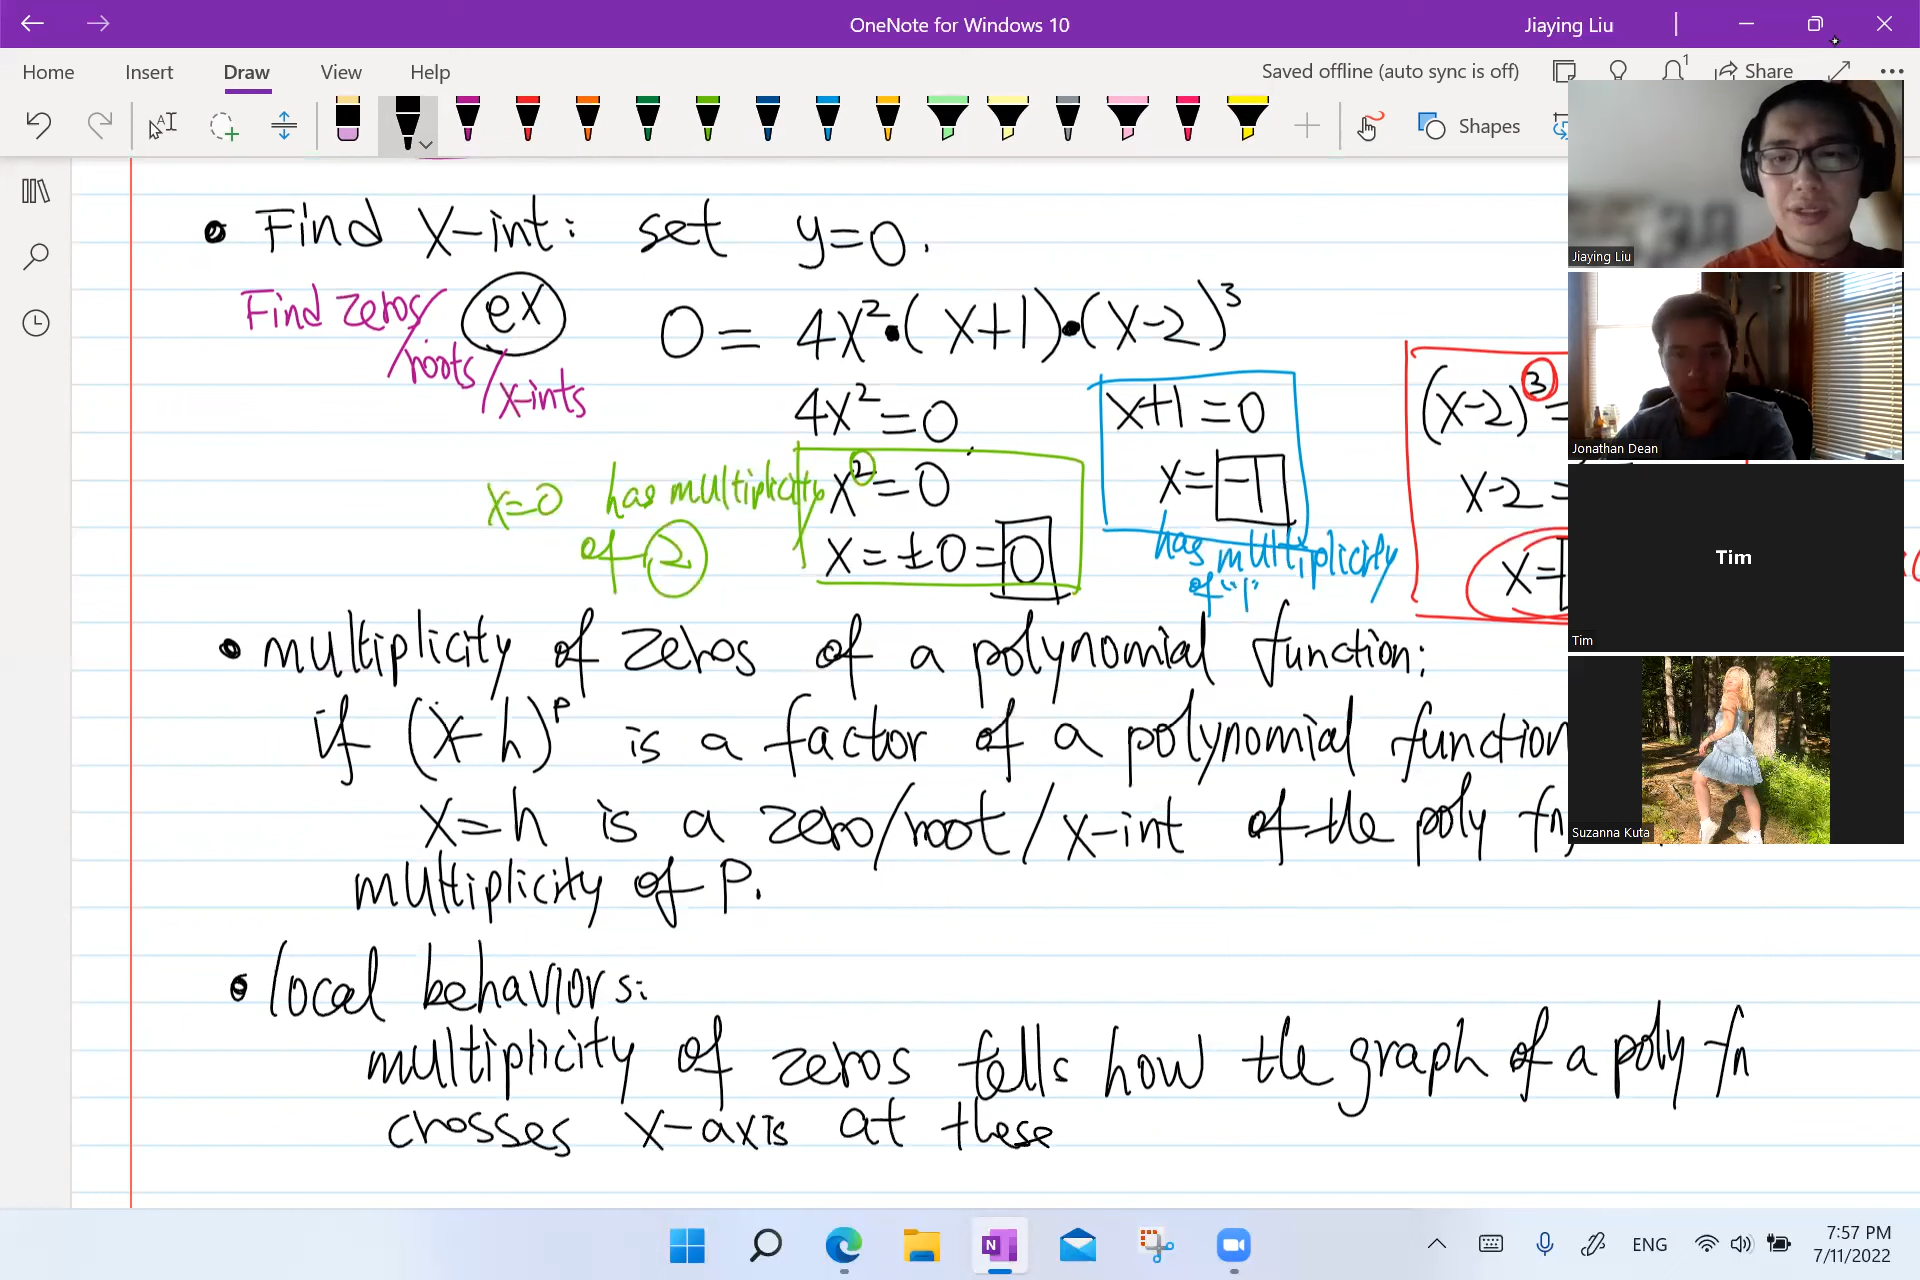 OneNote for Windows 10
Jiaying Liu
Home Insert Draw View Help
Saved offline (auto sync is off)
1
Share
Shapes
• Find x-int: set y=0.
Find zeros/
/roots/
x-ints
ex
0 = 4x²•(x+1)•(x-2)³
4x²=0
x²=0
x=±0=0
x=0 has multiplicity
of 2
x+1=0
x=-1
has multiplicity
of "1"
(x-2)³=
x-2=
x=
• multiplicity of zeros of a polynomial function:
if (x-h)^p is a factor of a polynomial function
x=h is a zero/root/x-int of the poly fn,
multiplicity of P.
• local behaviors:
multiplicity of zeros tells how the graph of a poly fn
crosses x-axis at these
Jiaying Liu
Jonathan Dean
Tim
Tim
Suzanna Kuta
ENG
7:57 PM
7/11/2022